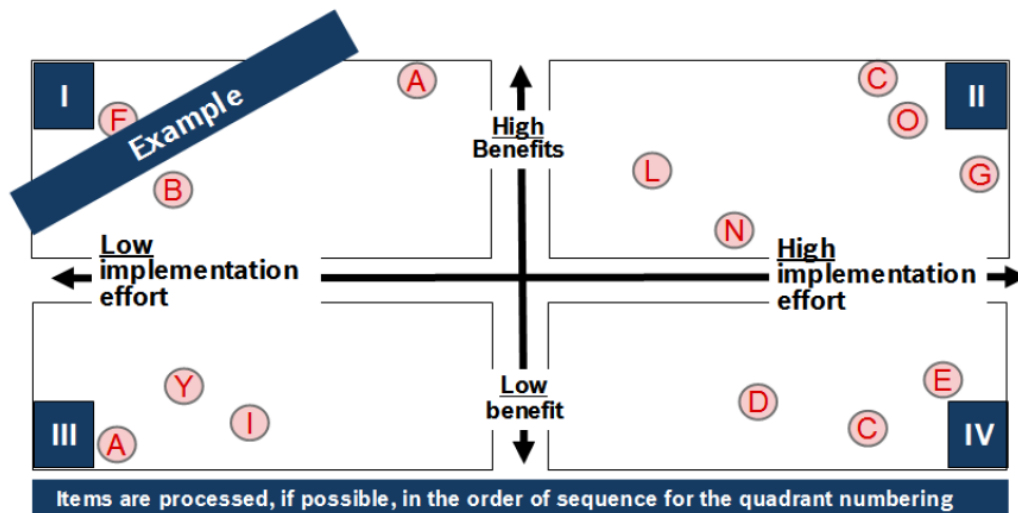 I
F
Example
B
A
High
Benefits
C
II
O
L
G
N
Low
implementation
effort
High
implementation
effort
Y
I
III
A
Low
benefit
E
D
C
IV
Items are processed, if possible, in the order of sequence for the quadrant numbering